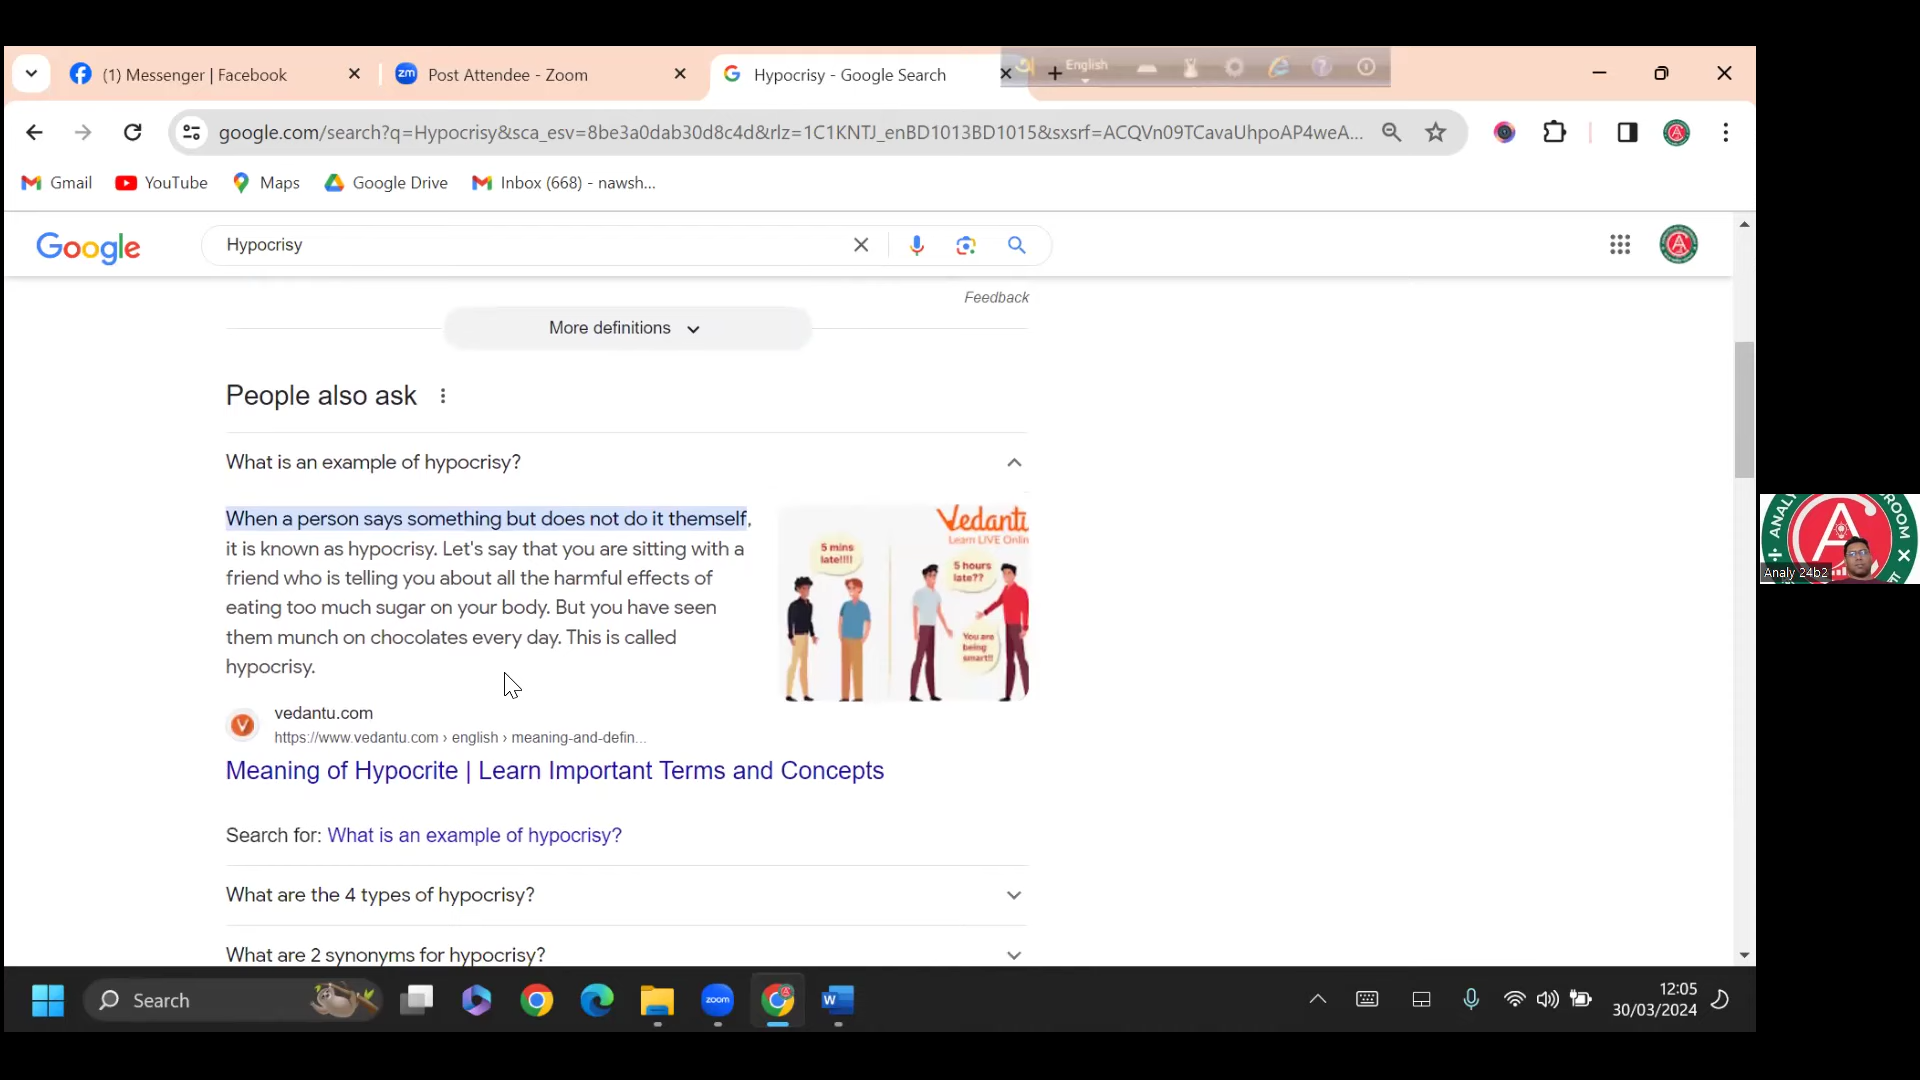 (1) Messenger | Facebook
zm Post Attendee - Zoom
Hypocrisy - Google Search
English
google.com/search?q=Hypocrisy&sca_esv=8be3a0dab30d8c4d&rlz=1C1KNTJ_enBD1013BD1015&sxsrf=ACQVn09TCavaUhpoAP4weA...
Gmail
YouTube
Maps
Google Drive
Inbox (668) - nawsh...
Google
Hypocrisy
Feedback
More definitions
People also ask
What is an example of hypocrisy?
When a person says something but does not do it themself,
it is known as hypocrisy. Let's say that you are sitting with a
friend who is telling you about all the harmful effects of
eating too much sugar on your body. But you have seen
them munch on chocolates every day. This is called
hypocrisy.
Vedantu
Learn LIVE Onlin
5 mins
late!!!!
5 hours
late??
You are
being
smart!!
vedantu.com
https://www.vedantu.com › english › meaning-and-defin...
Meaning of Hypocrite | Learn Important Terms and Concepts
Search for: What is an example of hypocrisy?
What are the 4 types of hypocrisy?
What are 2 synonyms for hypocrisy?
ANALY
ROOM
Analy 24b2
Search
zoom
W
12:05
30/03/2024